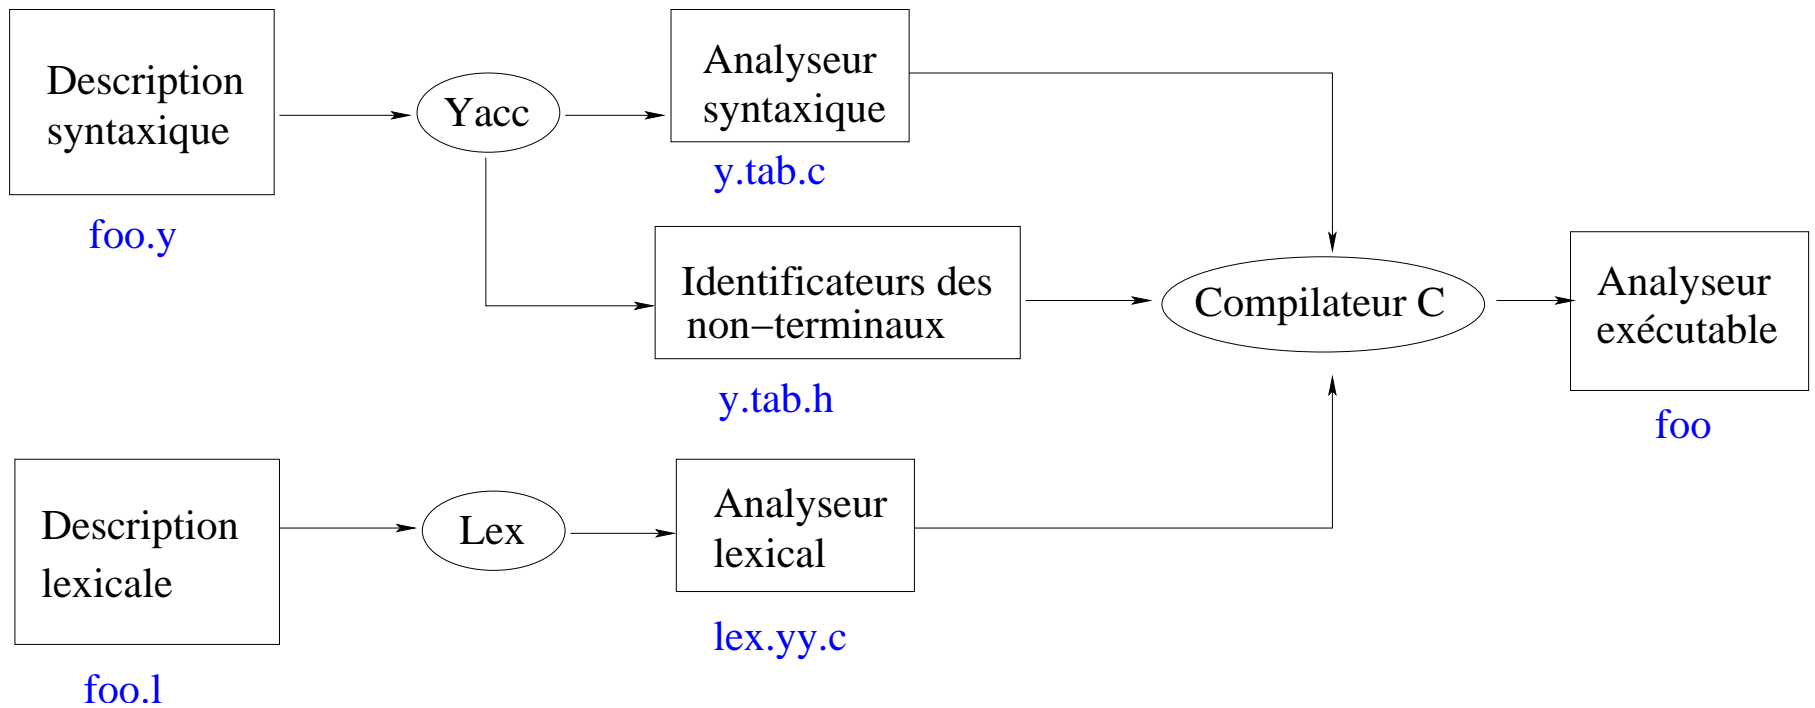 Description
syntaxique
foo.y
Yacc
Analyseur
syntaxique
y.tab.c
Identificateurs des
non−terminaux
y.tab.h
Compilateur C
Analyseur
exécutable
foo
Description
lexicale
foo.l
Lex
Analyseur
lexical
lex.yy.c